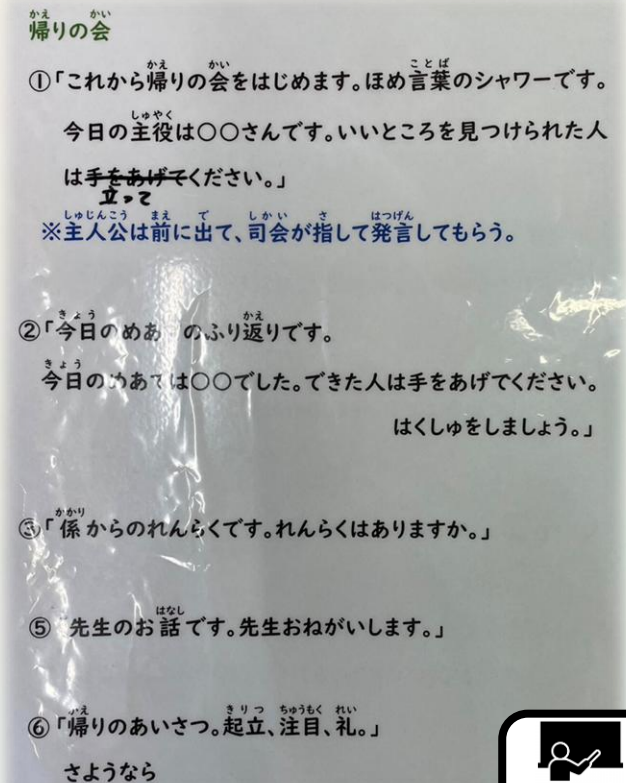 帰りの会
①「これから帰りの会をはじめます。ほめ言葉のシャワーです。
今日の主役は〇〇さんです。いいところを見つけられた人
は手をあげてください。」
立って
※主人公は前に出て、司会が指して発言してもらう。
②「今日のめあ のふり返りです。
今日のめあては〇〇でした。できた人は手をあげでください。
はくしゅをしましょう。」
③「係からのれんらくです。れんらくはありますか。」
⑤「先生のお話です。先生おねがいします。」
⑥「帰りのあいさつ。起立、注目、礼。」
さようなら